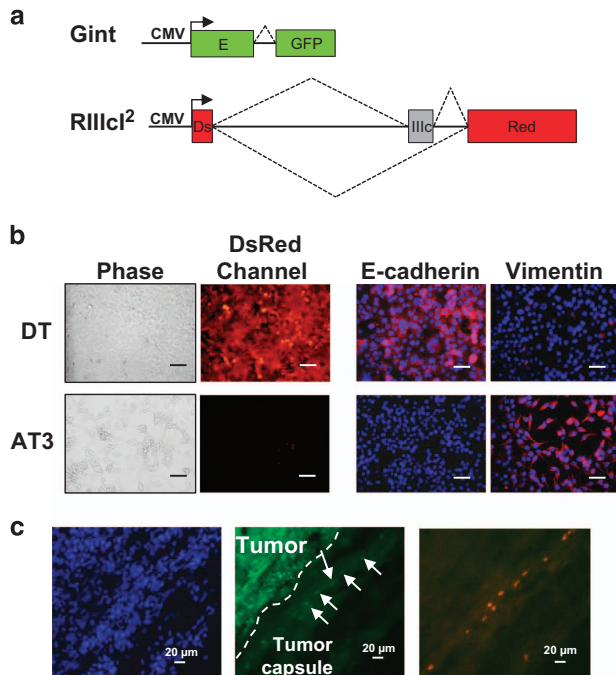 a
Gint
CMV
E
GFP
RIIIcI²
CMV
Ds
IIIc
Red
b
Phase
DsRed
Channel
E-cadherin
Vimentin
DT
AT3
c
20 µm
Tumor
Tumor
capsule
20 µm
20 µm